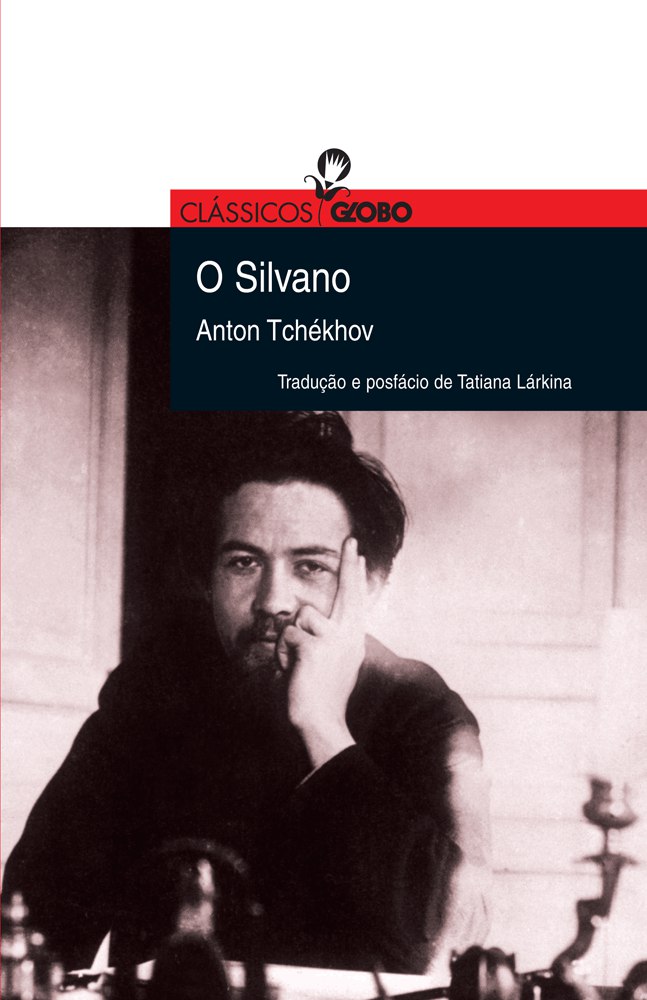 CLÁSSICOS GLOBO
O Silvano
Anton Tchékhov
Tradução e posfácio de Tatiana Lárkina